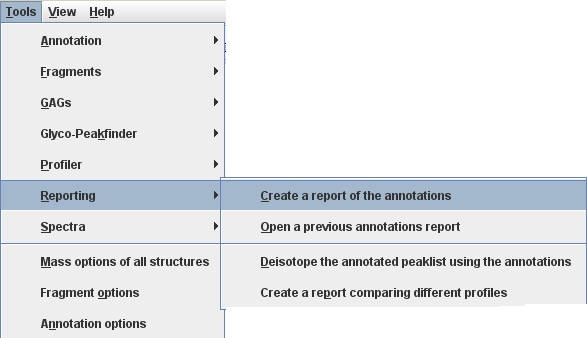 Tools View Help
Annotation
Fragments
GAGs
Glyco-Peakfinder
Profiler
Reporting
Create a report of the annotations
Spectra
Open a previous annotations report
Mass options of all structures
Deisotope the annotated peaklist using the annotations
Fragment options
Create a report comparing different profiles
Annotation options